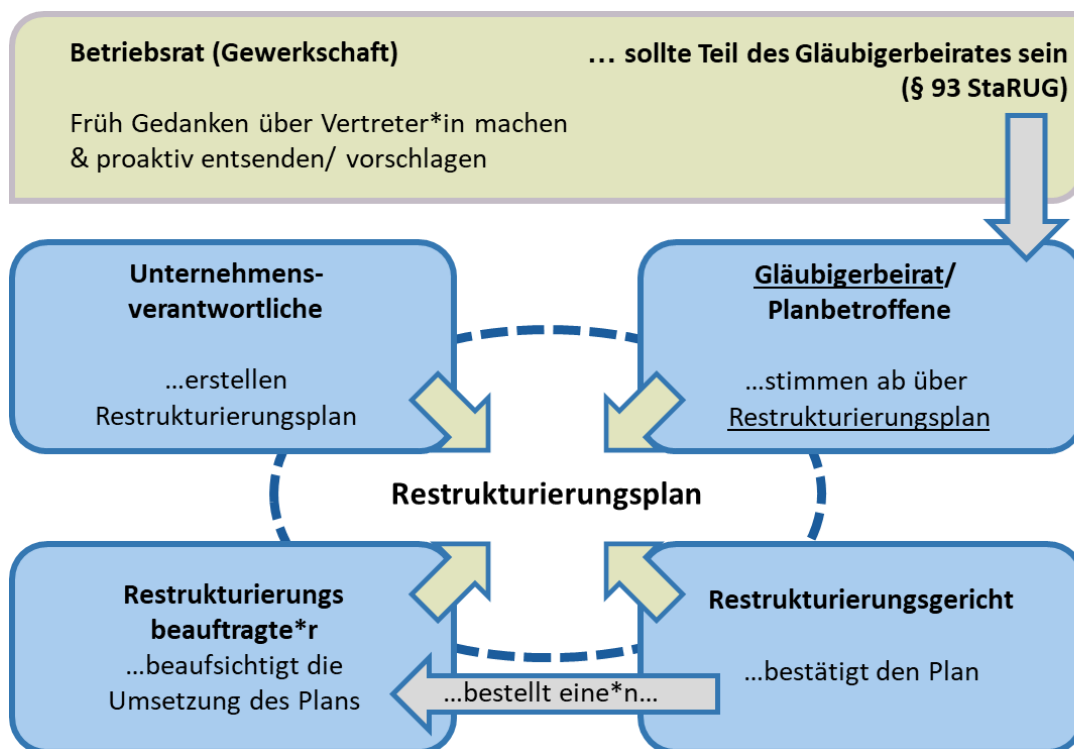 Betriebsrat (Gewerkschaft)
... sollte Teil des Gläubigerbeirates sein
(§ 93 StaRUG)
Früh Gedanken über Vertreter*in machen
& proaktiv entsenden/ vorschlagen
Unternehmens-
verantwortliche
...erstellen
Restrukturierungsplan
Gläubigerbeirat/
Planbetroffene
...stimmen ab über
Restrukturierungsplan
Restrukturierungsplan
Restrukturierungs
beauftragte*r
...beaufsichtigt die
Umsetzung des Plans
...bestellt eine*n...
Restrukturierungsgericht
...bestätigt den Plan